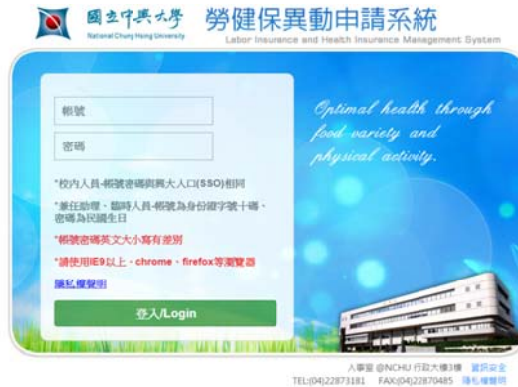 國立中興大學
National Chung Hsing University
勞健保異動申請系統
Labor Insurance and Health Insurance Management System
帳號
密碼
Optimal health through
food variety and
physical activity.
*校內人員-帳號密碼與興大入口(SSO)相同
*兼任助理、臨時人員-帳號為身份證字號十碼、
密碼為民國生日
*帳號密碼英文大小寫有差別
*請使用IE9以上、chrome、firefox等瀏覽器
隱私權聲明
登入/Login
人事室 @NCHU 行政大樓3樓 資訊安全
TEL:(04)22873181 FAX:(04)22870485 隱私權聲明